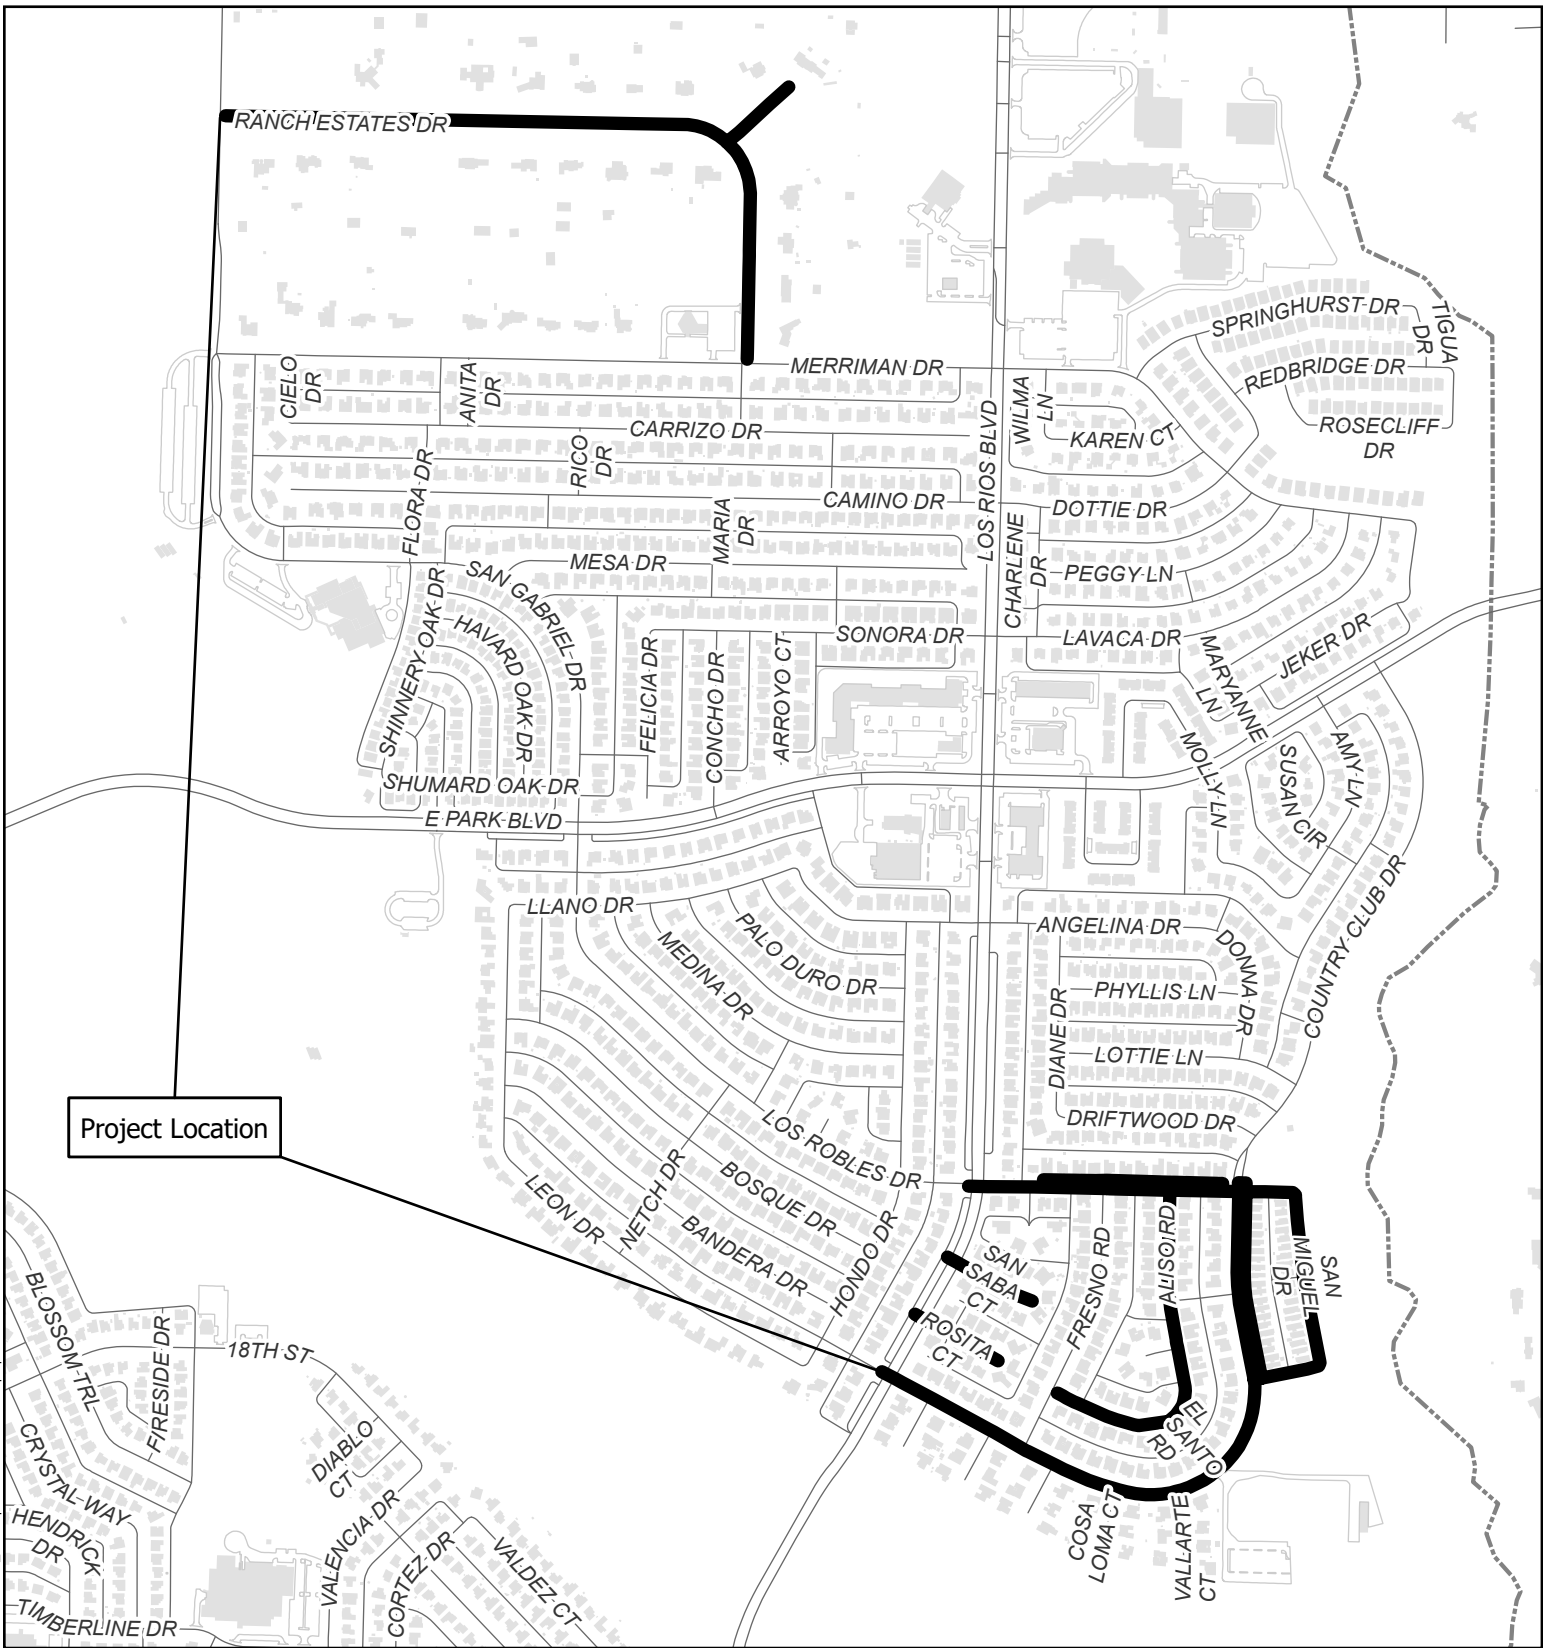 RANCH ESTATES DR
SPRINGHURST DR
TIGUA
DR
REDBRIDGE DR
ROSECLIFF
DR
MERRIMAN DR
CIELO
DR
ANITA
DR
WILMA
LN
KAREN CT
CARRIZO DR
RICO
DR
LOS RIOS BLVD
FLORA DR
CAMINO DR
MARIA
DR
DOTTIE DR
CHARLENE
DR
MESA DR
PEGGY LN
SAN GABRIEL DR
SHINNERY OAK DR
HAVARD OAK DR
SONORA DR
LAVACA DR
MARYANNE
LN
JEKER DR
FELICIA DR
CONCHO DR
ARROYO CT
MOLLY LN
SUSAN CIR
AMY LN
SHUMARD OAK DR
E PARK BLVD
COUNTRY CLUB DR
LLANO DR
MEDINA DR
PALO DURO DR
ANGELINA DR
DONNA DR
PHYLLIS LN
DIANE DR
LOTTIE LN
DRIFTWOOD DR
Project Location
LOS ROBLES DR
LEON DR
NETCH DR
BOSQUE DR
BANDERA DR
HONDO DR
SAN
SABA
CT
ROSITA
CT
FRESNO RD
ALISO RD
SAN
MIGUEL
DR
EL
SANTO
RD
COSA
LOMA CT
VALLARTE
CT
BLOSSOM TRL
FIRESIDE DR
18TH ST
DIABLO
CT
CRYSTAL WAY
HENDRICK
DR
VALENCIA DR
CORTEZ DR
VALDEZ CT
TIMBERLINE DR